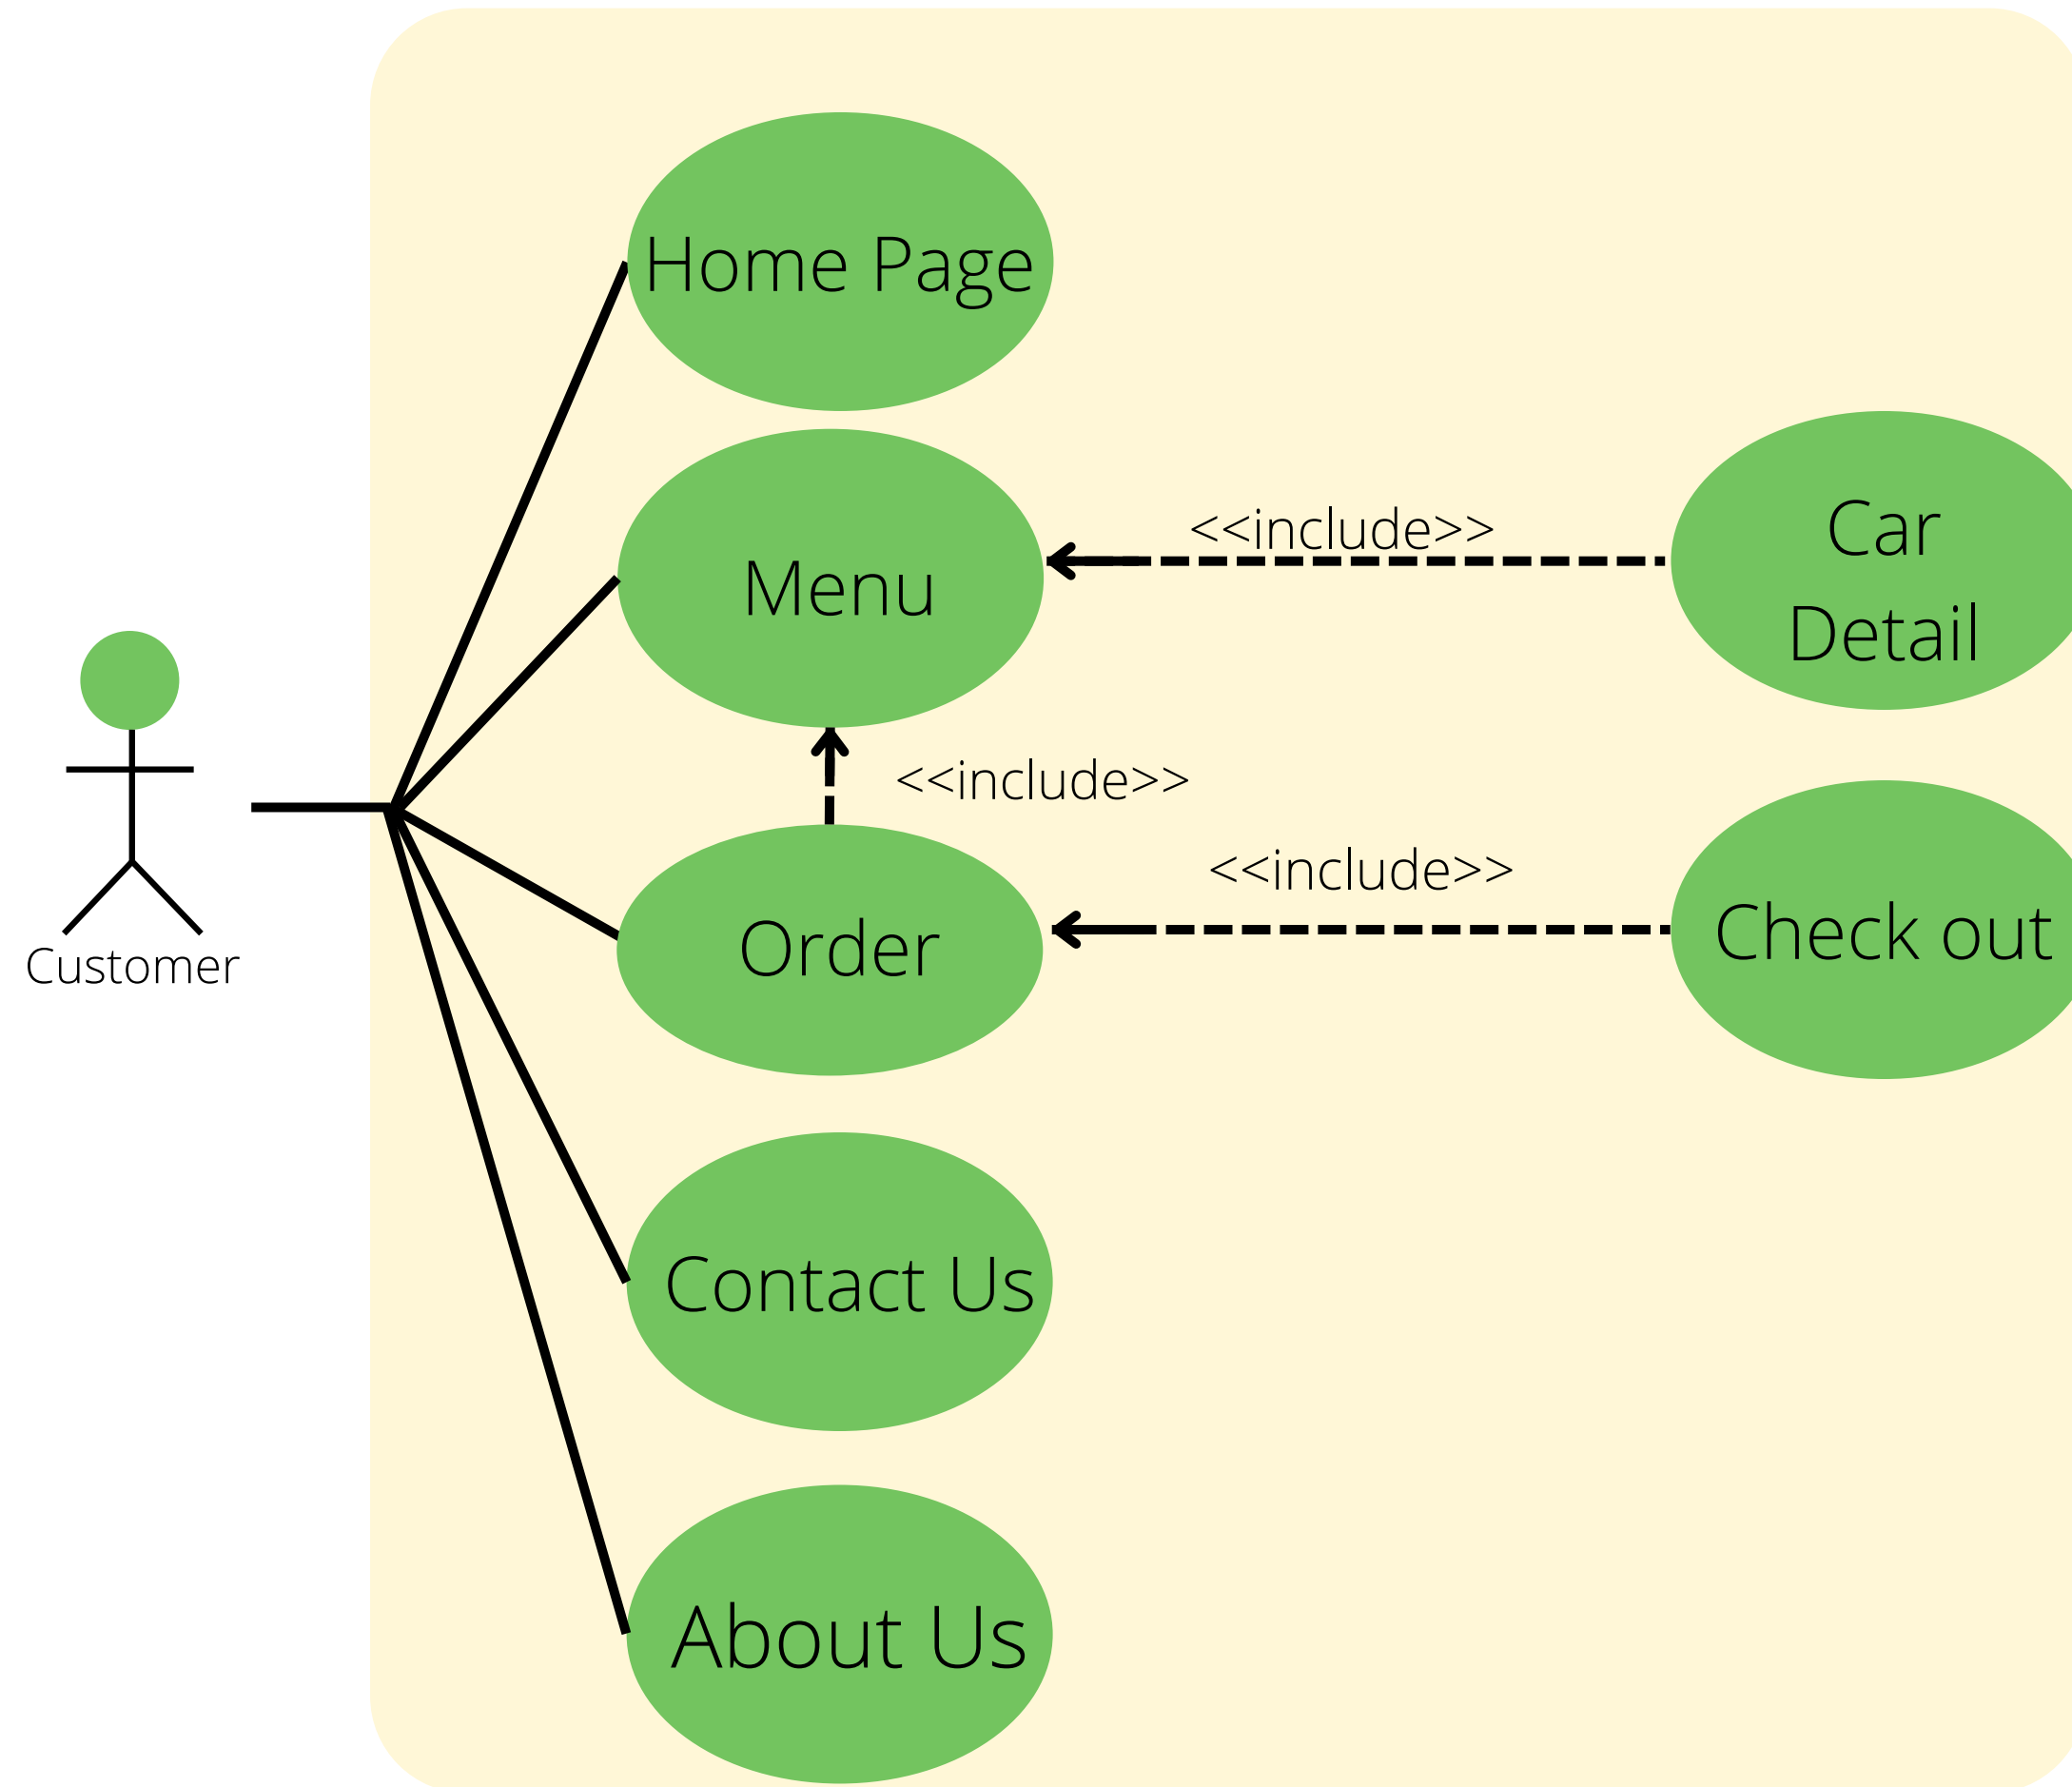 Home Page
<<include>>
Car
Detail
Menu
<<include>>
<<include>>
Order
Check out
Customer
Contact Us
About Us